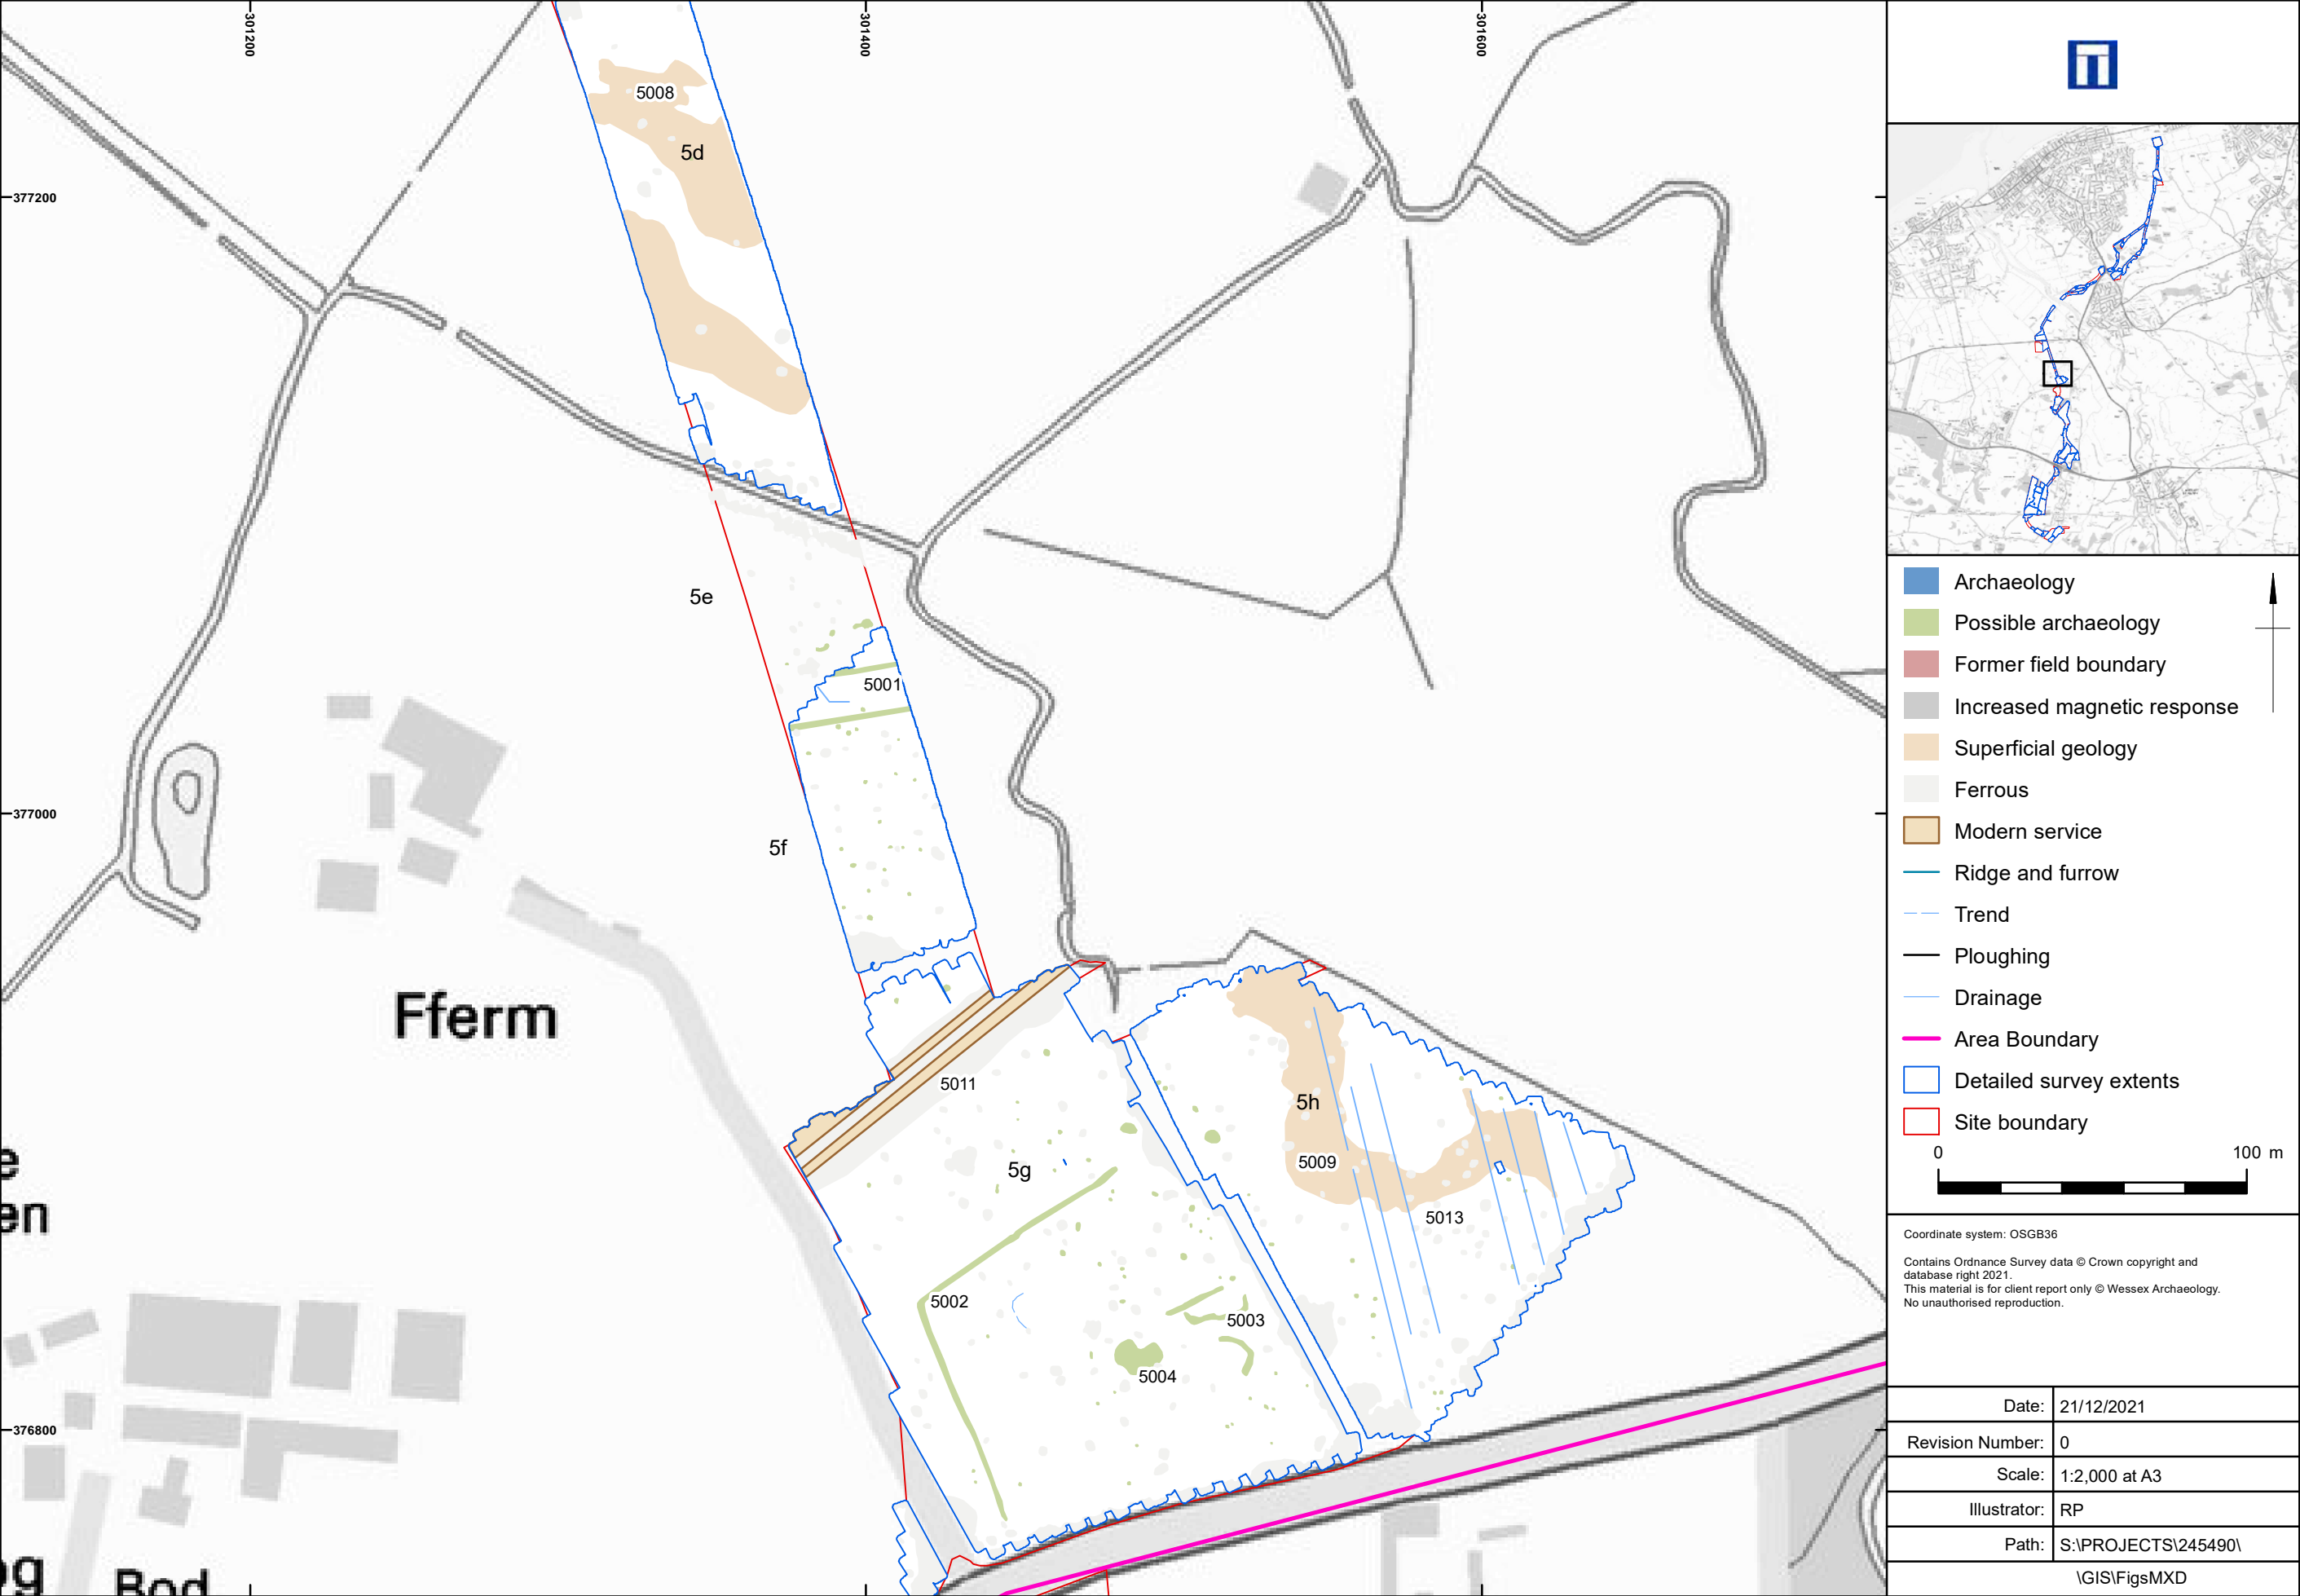 301200
301400
301600
377200
377000
376800
5008
5d
5e
5001
5f
5011
5g
5h
5009
5013
5002
5003
5004
Fferm
e
en
og
Bod
Archaeology
Possible archaeology
Former field boundary
Increased magnetic response
Superficial geology
Ferrous
Modern service
Ridge and furrow
Trend
Ploughing
Drainage
Area Boundary
Detailed survey extents
Site boundary
0 100 m
Coordinate system: OSGB36
Contains Ordnance Survey data © Crown copyright and
database right 2021.
This material is for client report only © Wessex Archaeology.
No unauthorised reproduction.
Date: 21/12/2021
Revision Number: 0
Scale: 1:2,000 at A3
Illustrator: RP
Path: S:\PROJECTS\245490\
\GIS\FigsMXD